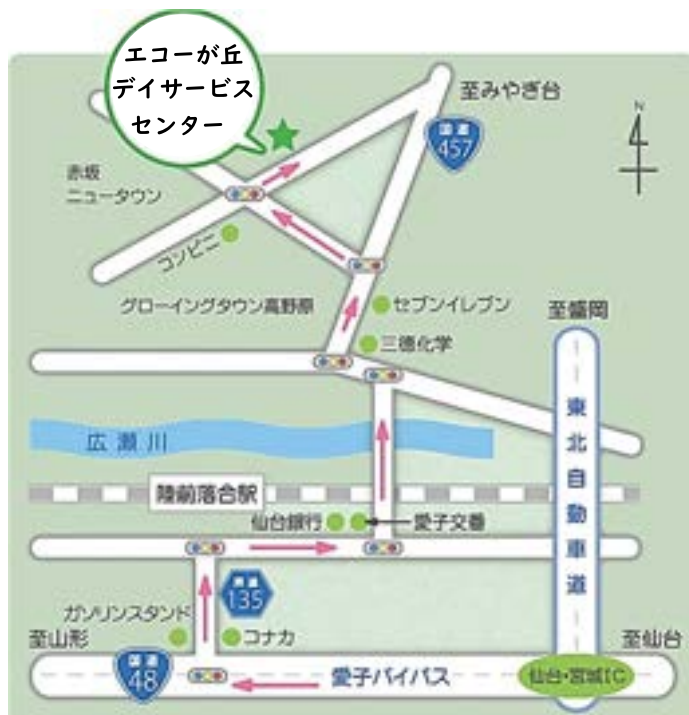 エコーが丘
デイサービス
センター
至みやぎ台
N
国道
457
赤坂
ニュータウン
コンビニ
グローイングタウン高野原
セブンイレブン
至盛岡
三徳化学
広瀬川
東北自動車道
陸前落合駅
仙台銀行
愛子交番
県道
135
ガソリンスタンド
コナカ
至山形
至仙台
国道
48
愛子バイパス
仙台・宮城IC